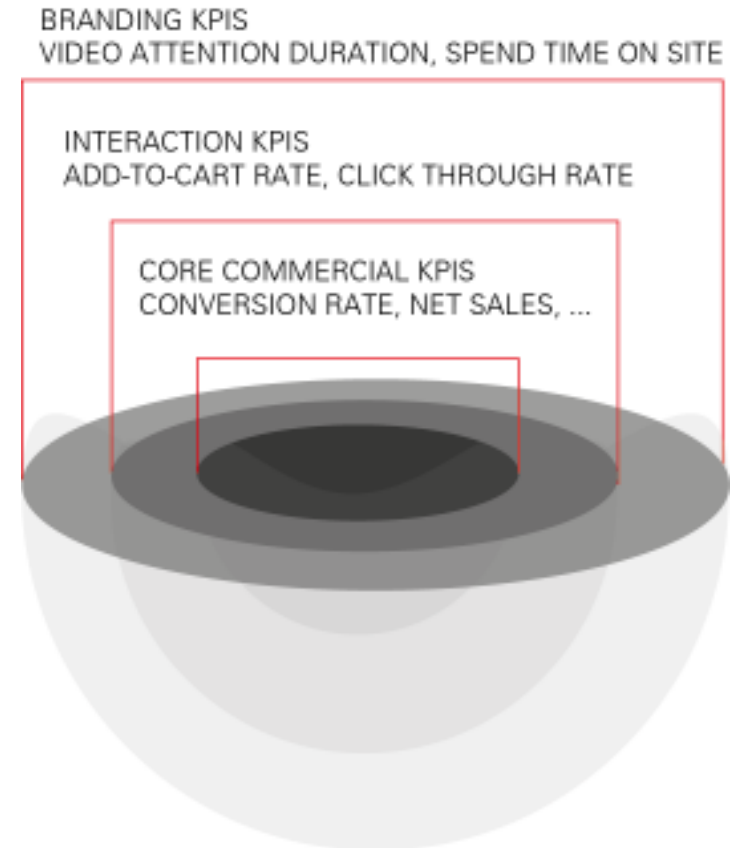 BRANDING KPIS
VIDEO ATTENTION DURATION, SPEND TIME ON SITE
INTERACTION KPIS
ADD-TO-CART RATE, CLICK THROUGH RATE
CORE COMMERCIAL KPIS
CONVERSION RATE, NET SALES, ...